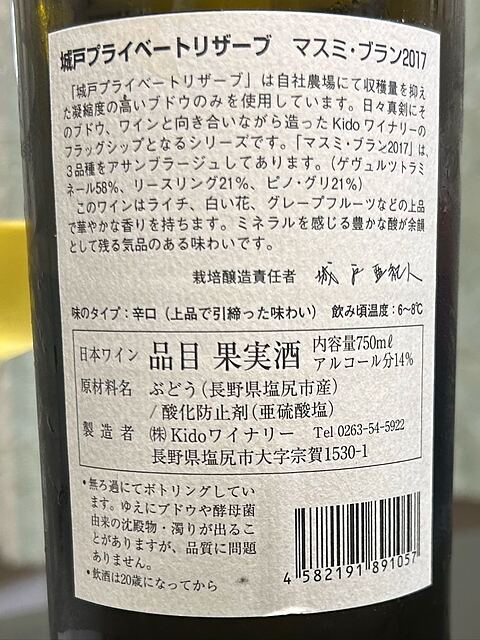 城戸プライベートリザーブ　マスミ・ブラン2017
「城戸プライベートリザーブ」は自社農場にて収穫量を抑え
た凝縮度の高いブドウのみを使用しています。日々真剣にそ
のブドウ、ワインと向き合いながら造った Kido ワイナリーの
フラッグシップとなるシリーズです。「マスミ・ブラン2017」は、
3品種をアサンブラージュしてあります。（ゲヴュルツトラミ
ネール58%、リースリング21%、ピノ・グリ21%）
このワインはライチ、白い花、グレープフルーツなどの上品
で華やかな香りを持ちます。ミネラルを感じる豊かな酸が余韻
として残る気品のある味わいです。
栽培醸造責任者　城戸亜紀人
味のタイプ：辛口（上品で引締った味わい）　飲み頃温度：6～8℃
日本ワイン　品目 果実酒　内容量750mℓ
アルコール分14%
原材料名　ぶどう（長野県塩尻市産）
/ 酸化防止剤（亜硫酸塩）
製造者　㈱Kidoワイナリー　Tel 0263-54-5922
長野県塩尻市大字宗賀1530-1
•無ろ過にてボトリングしてい
ます。ゆえにブドウや酵母菌
由来の沈殿物・濁りが出るこ
とがありますが、品質に問題
ありません。
•飲酒は20歳になってから
4 582191 891057